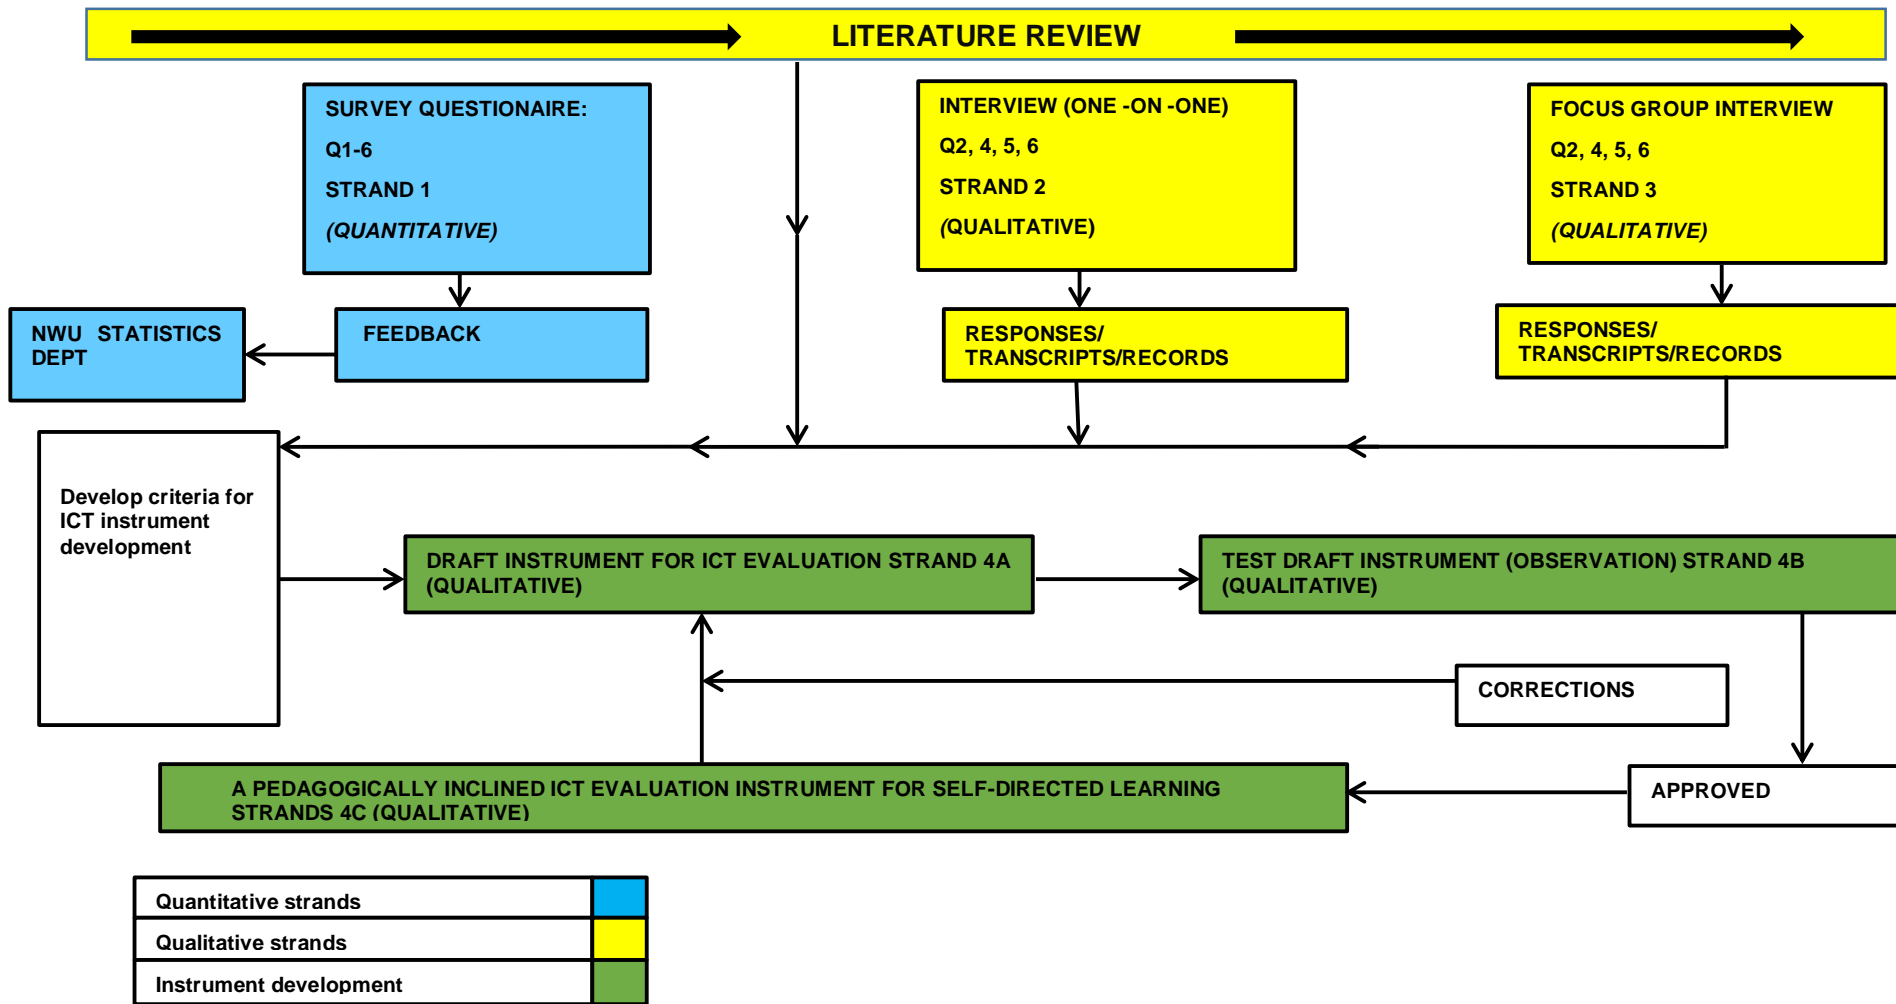 LITERATURE REVIEW
SURVEY QUESTIONAIRE:
Q1-6
STRAND 1
(QUANTITATIVE)
INTERVIEW (ONE -ON -ONE)
Q2, 4, 5, 6
STRAND 2
(QUALITATIVE)
FOCUS GROUP INTERVIEW
Q2, 4, 5, 6
STRAND 3
(QUALITATIVE)
NWU STATISTICS
DEPT
FEEDBACK
RESPONSES/
TRANSCRIPTS/RECORDS
RESPONSES/
TRANSCRIPTS/RECORDS
Develop criteria for
ICT instrument
development
DRAFT INSTRUMENT FOR ICT EVALUATION STRAND 4A
(QUALITATIVE)
TEST DRAFT INSTRUMENT (OBSERVATION) STRAND 4B
(QUALITATIVE)
CORRECTIONS
A PEDAGOGICALLY INCLINED ICT EVALUATION INSTRUMENT FOR SELF-DIRECTED LEARNING
STRANDS 4C (QUALITATIVE)
APPROVED
Quantitative strands
Qualitative strands
Instrument development